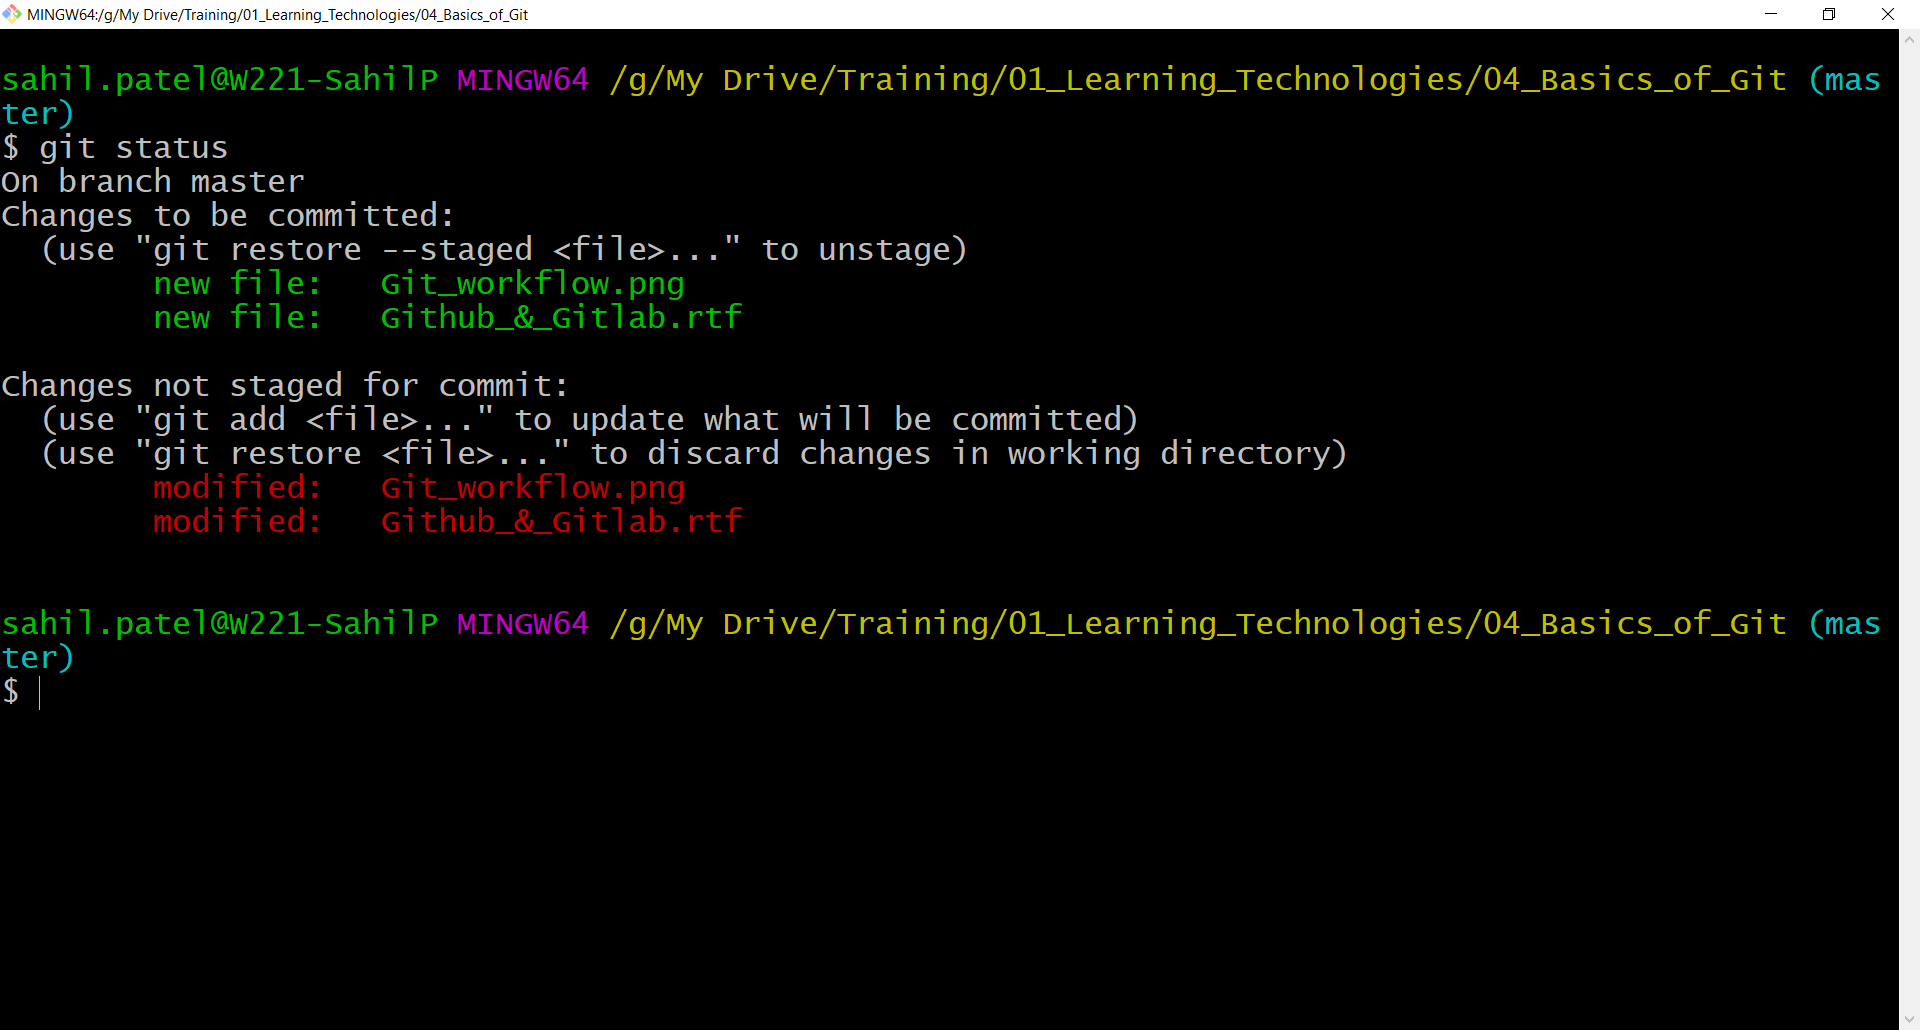 MINGW64:/g/My Drive/Training/01_Learning_Technologies/04_Basics_of_Git
sahil.patel@W221-SahilP MINGW64 /g/My Drive/Training/01_Learning_Technologies/04_Basics_of_Git (mas
ter)
$ git status
On branch master
Changes to be committed:
  (use "git restore --staged <file>..." to unstage)
        new file:   Git_workflow.png
        new file:   Github_&_Gitlab.rtf

Changes not staged for commit:
  (use "git add <file>..." to update what will be committed)
  (use "git restore <file>..." to discard changes in working directory)
        modified:   Git_workflow.png
        modified:   Github_&_Gitlab.rtf

sahil.patel@W221-SahilP MINGW64 /g/My Drive/Training/01_Learning_Technologies/04_Basics_of_Git (mas
ter)
$